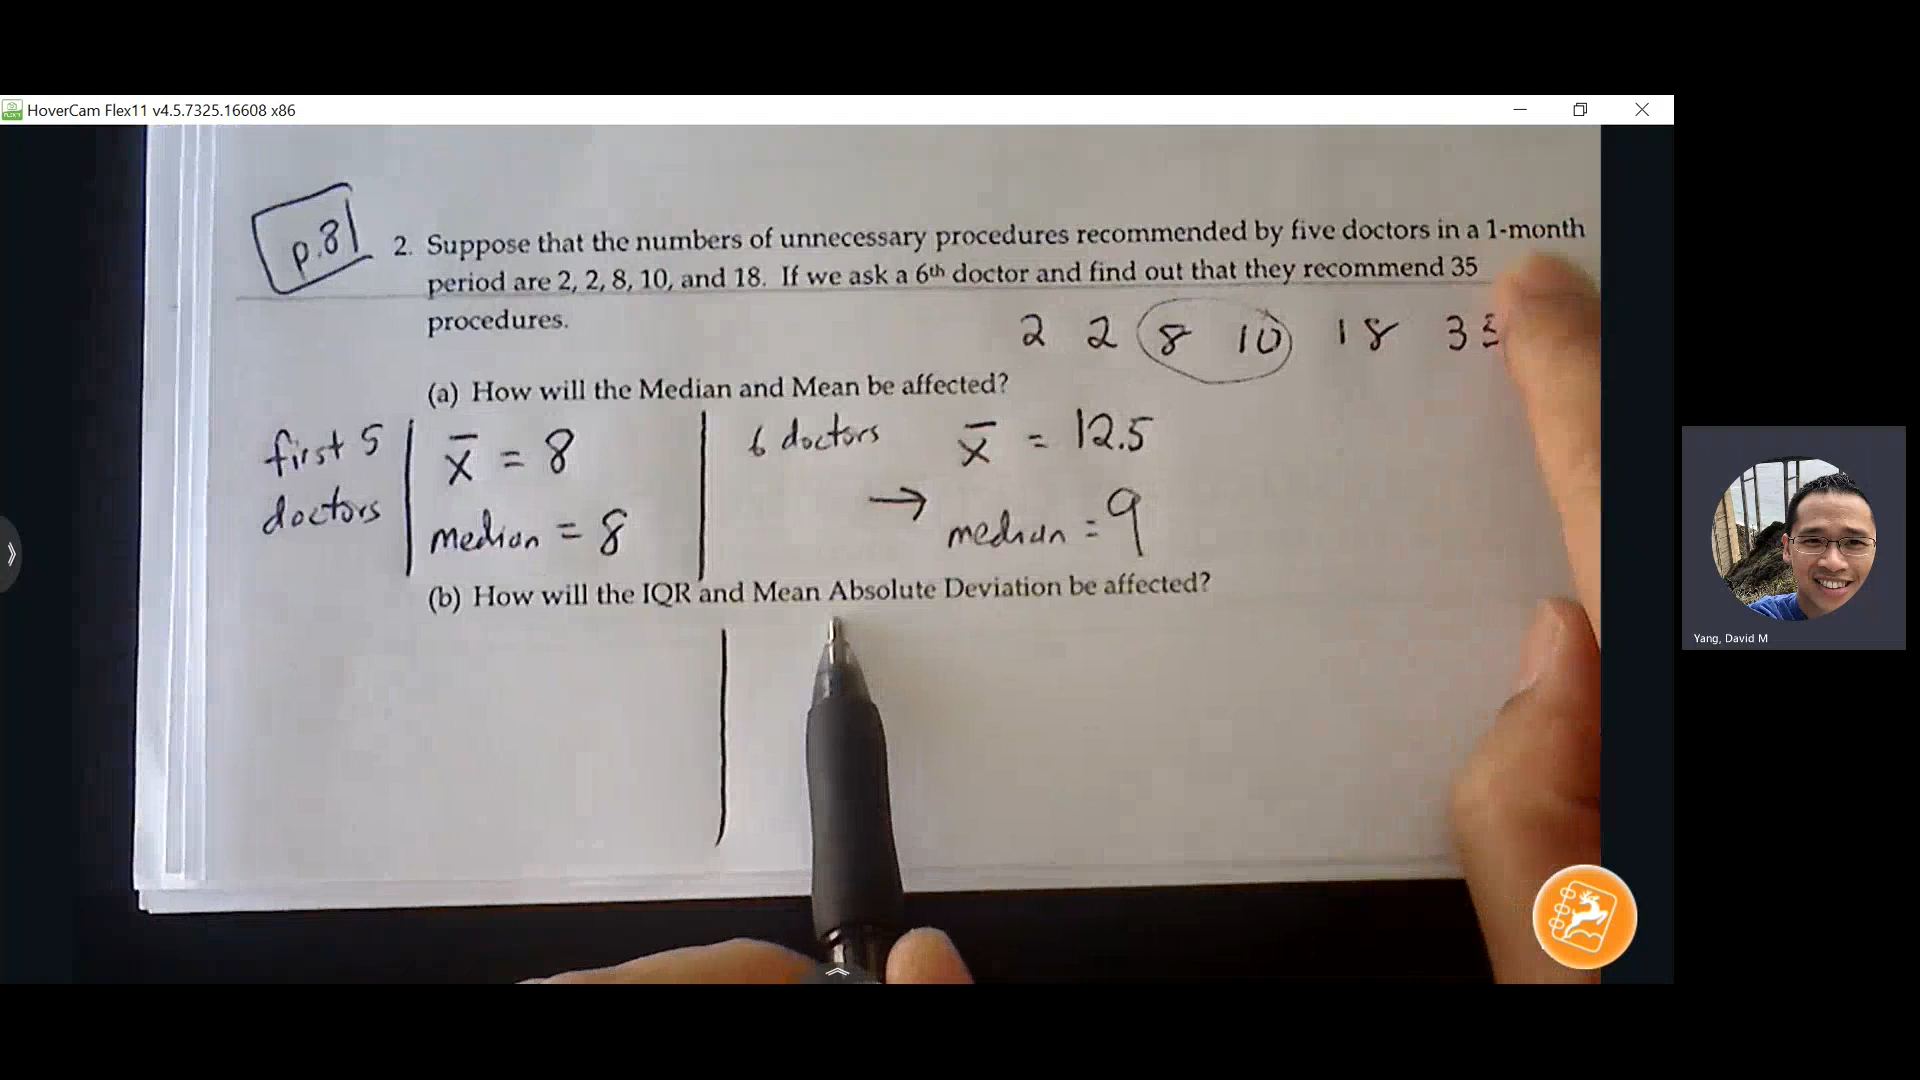 HoverCam Flex11 v4.5.7325.16608 x86
p.81
2. Suppose that the numbers of unnecessary procedures recommended by five doctors in a 1-month
period are 2, 2, 8, 10, and 18. If we ask a 6th doctor and find out that they recommend 35
procedures.
2 2 8 10 18 3
(a) How will the Median and Mean be affected?
first 5
doctors
x̄ = 8
median = 8
6 doctors
x̄ = 12.5
→ median = 9
(b) How will the IQR and Mean Absolute Deviation be affected?
Yang, David M